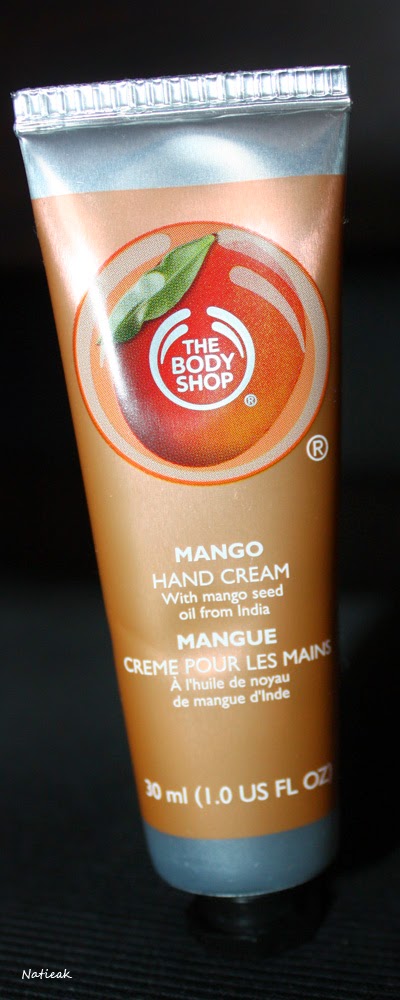 THE
BODY
SHOP
®
®
MANGO
HAND CREAM
With mango seed
oil from India
MANGUE
CREME POUR LES MAINS
À l'huile de noyau
de mangue d'Inde
30 ml (1.0 US FL OZ)
Natieak